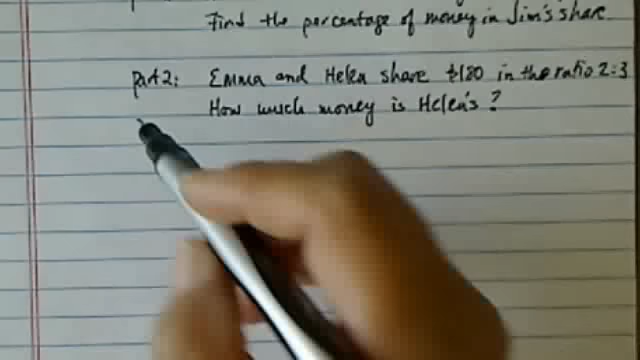 Find the percentage of money in Jim's share
Part 2: Emma and Helen share $180 in the ratio 2:3
How much money is Helen's?